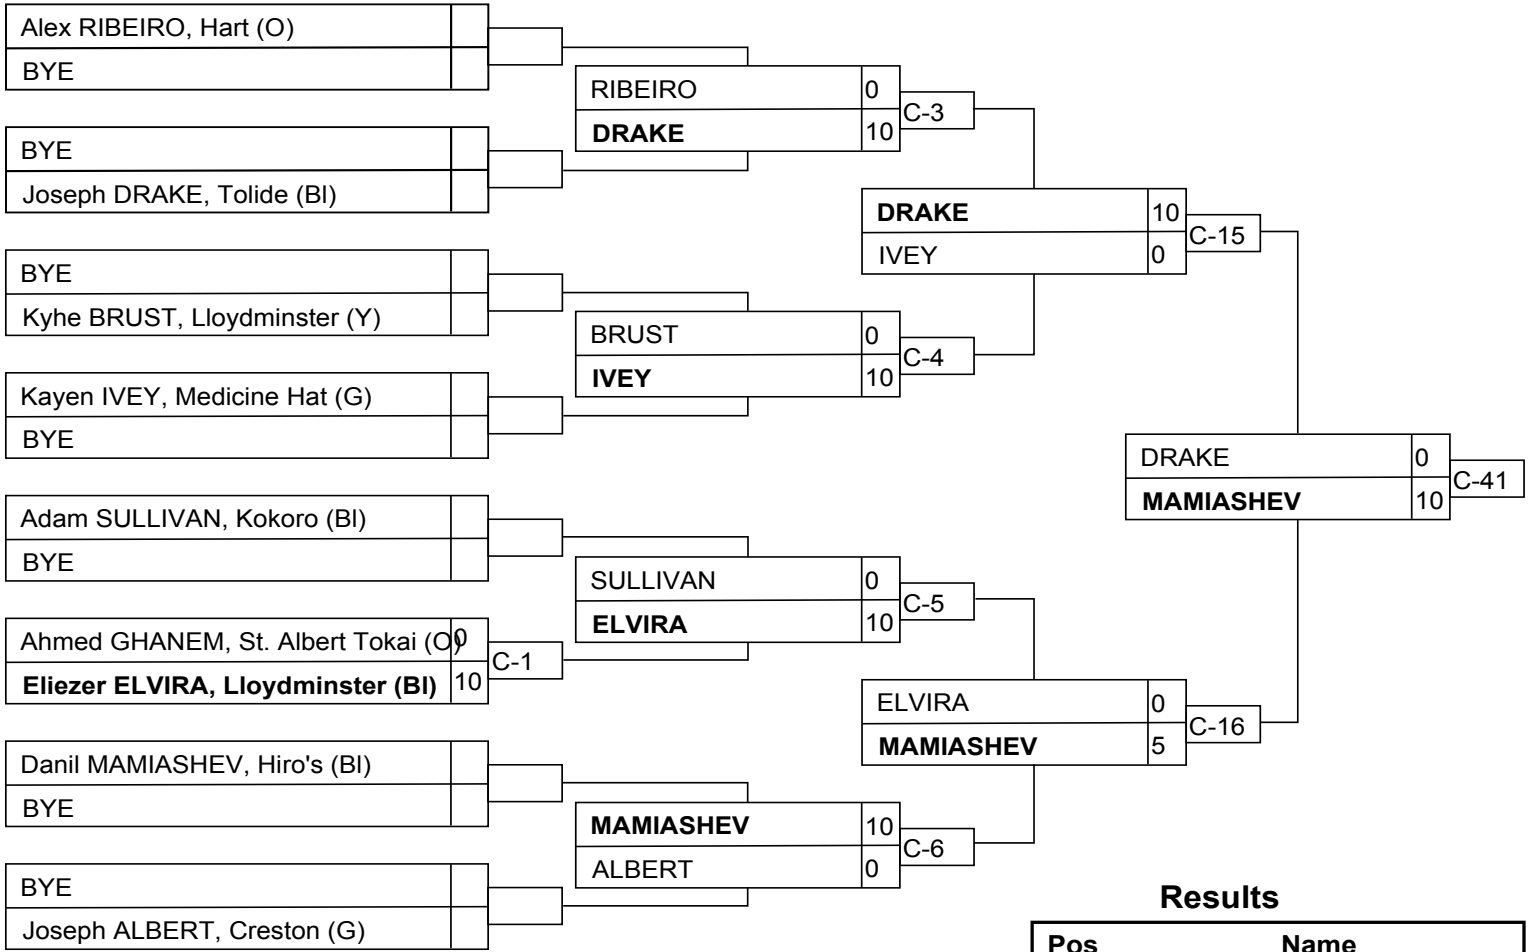 Alex RIBEIRO, Hart (O)
BYE
BYE
Joseph DRAKE, Tolide (Bl)
BYE
Kyhe BRUST, Lloydminster (Y)
Kayen IVEY, Medicine Hat (G)
BYE
Adam SULLIVAN, Kokoro (Bl)
BYE
Ahmed GHANEM, St. Albert Tokai (O) 0
Eliezer ELVIRA, Lloydminster (Bl) 10
C-1
Danil MAMIASHEV, Hiro's (Bl)
BYE
BYE
Joseph ALBERT, Creston (G)
RIBEIRO 0
DRAKE 10
C-3
BRUST 0
IVEY 10
C-4
SULLIVAN 0
ELVIRA 10
C-5
MAMIASHEV 10
ALBERT 0
C-6
DRAKE 10
IVEY 0
C-15
ELVIRA 0
MAMIASHEV 5
C-16
DRAKE 0
MAMIASHEV 10
C-41
Results
Pos Name